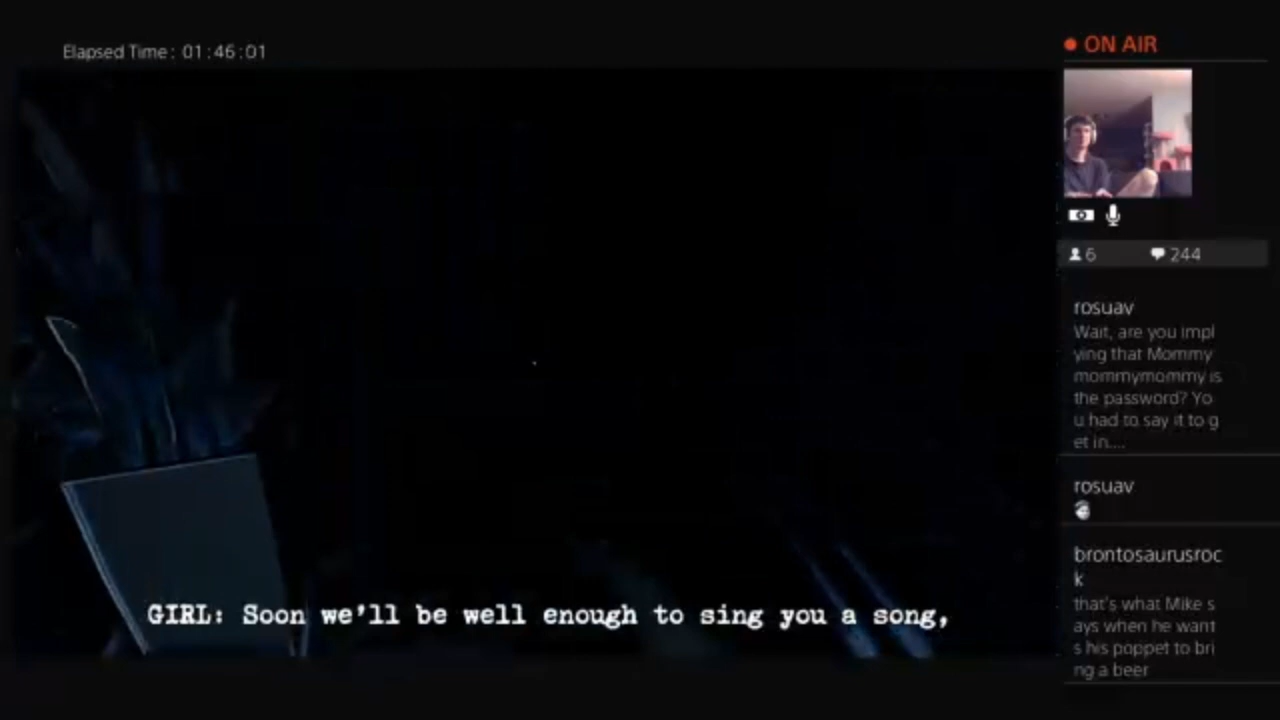 Elapsed Time: 01:46:01
ON AIR
6 244
rosuav
Wait, are you impl
ying that Mommy
mommymommy is
the password? Yo
u had to say it to g
et in....
rosuav
brontosaurusroc
k
that's what Mike s
ays when he want
s his poppet to bri
ng a beer
GIRL: Soon we'll be well enough to sing you a song,